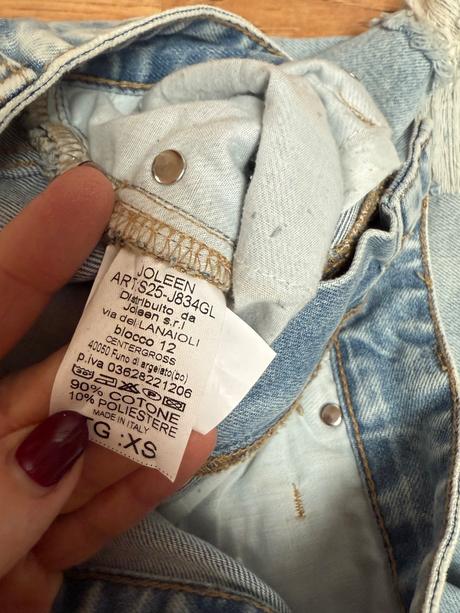 JOLEEN
ART:S25-J834GL
Distribuito da
Joleen s.r.l
via dei LANAIOLI
blocco 12
CENTERGROSS
40050 Funo di argelato(bo)
p.iva 03628221206
90% COTONE
10% POLIESTERE
MADE IN ITALY
TG :XS